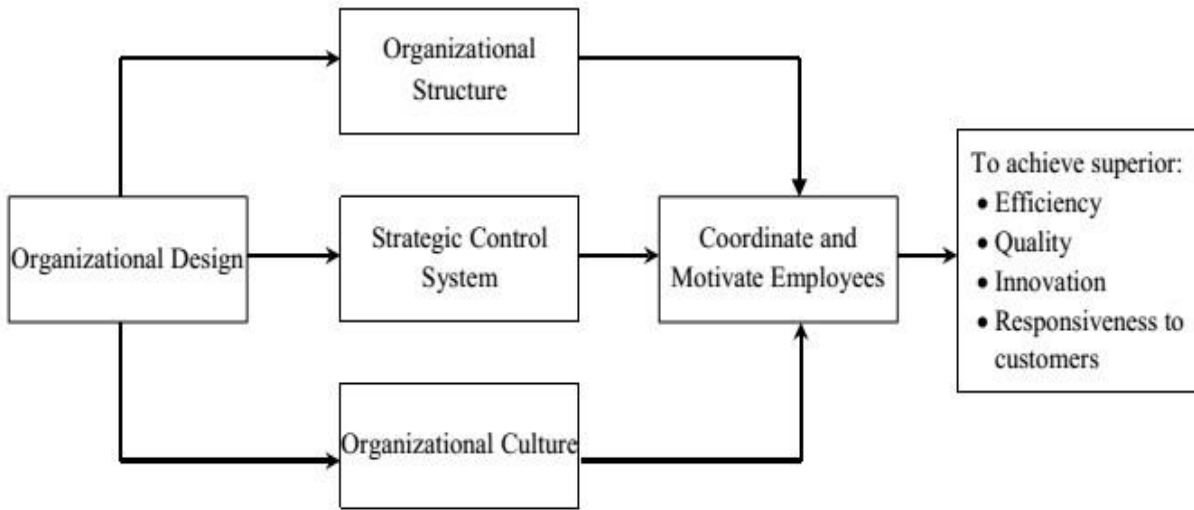 Organizational
Structure
Organizational Design
Strategic Control
System
Coordinate and
Motivate Employees
Organizational Culture
To achieve superior:
• Efficiency
• Quality
• Innovation
• Responsiveness to
customers